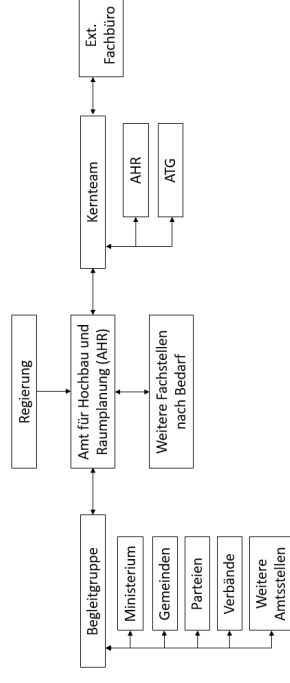 Regierung
Begleitgruppe
Amt für Hochbau und
Raumplanung (AHR)
Kernteam
Ext.
Fachbüro
Ministerium
Gemeinden
Parteien
Verbände
Weitere
Amtsstellen
Weitere Fachstellen
nach Bedarf
AHR
ATG